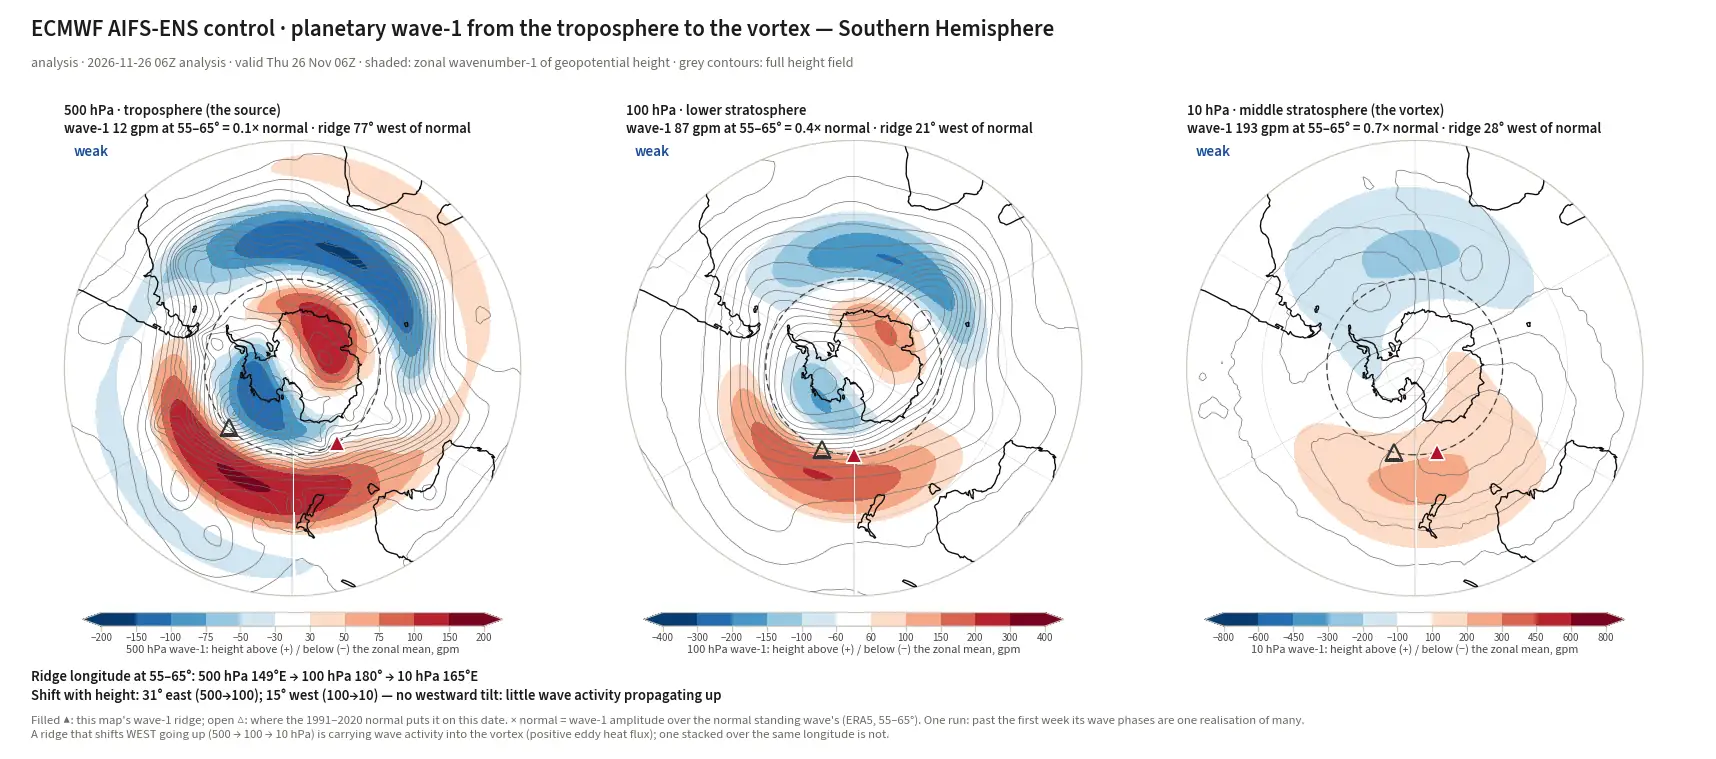 ECMWF AIFS-ENS control · planetary wave-1 from the troposphere to the vortex — Southern Hemisphere
analysis · 2026-11-26 06Z analysis · valid Thu 26 Nov 06Z · shaded: zonal wavenumber-1 of geopotential height · grey contours: full height field
500 hPa · troposphere (the source)
wave-1 12 gpm at 55–65° = 0.1× normal · ridge 77° west of normal
weak
100 hPa · lower stratosphere
wave-1 87 gpm at 55–65° = 0.4× normal · ridge 21° west of normal
weak
10 hPa · middle stratosphere (the vortex)
wave-1 193 gpm at 55–65° = 0.7× normal · ridge 28° west of normal
weak
−200 −150 −100 −75 −50 −30 30 50 75 100 150 200
500 hPa wave-1: height above (+) / below (−) the zonal mean, gpm
−400 −300 −200 −150 −100 −60 60 100 150 200 300 400
100 hPa wave-1: height above (+) / below (−) the zonal mean, gpm
−800 −600 −450 −300 −200 −100 100 200 300 450 600 800
10 hPa wave-1: height above (+) / below (−) the zonal mean, gpm
Ridge longitude at 55–65°: 500 hPa 149°E → 100 hPa 180° → 10 hPa 165°E
Shift with height: 31° east (500→100); 15° west (100→10) — no westward tilt: little wave activity propagating up
Filled ▲: this map's wave-1 ridge; open △: where the 1991–2020 normal puts it on this date. × normal = wave-1 amplitude over the normal standing wave's (ERA5, 55–65°). One run: past the first week its wave phases are one realisation of many.
A ridge that shifts WEST going up (500 → 100 → 10 hPa) is carrying wave activity into the vortex (positive eddy heat flux); one stacked over the same longitude is not.